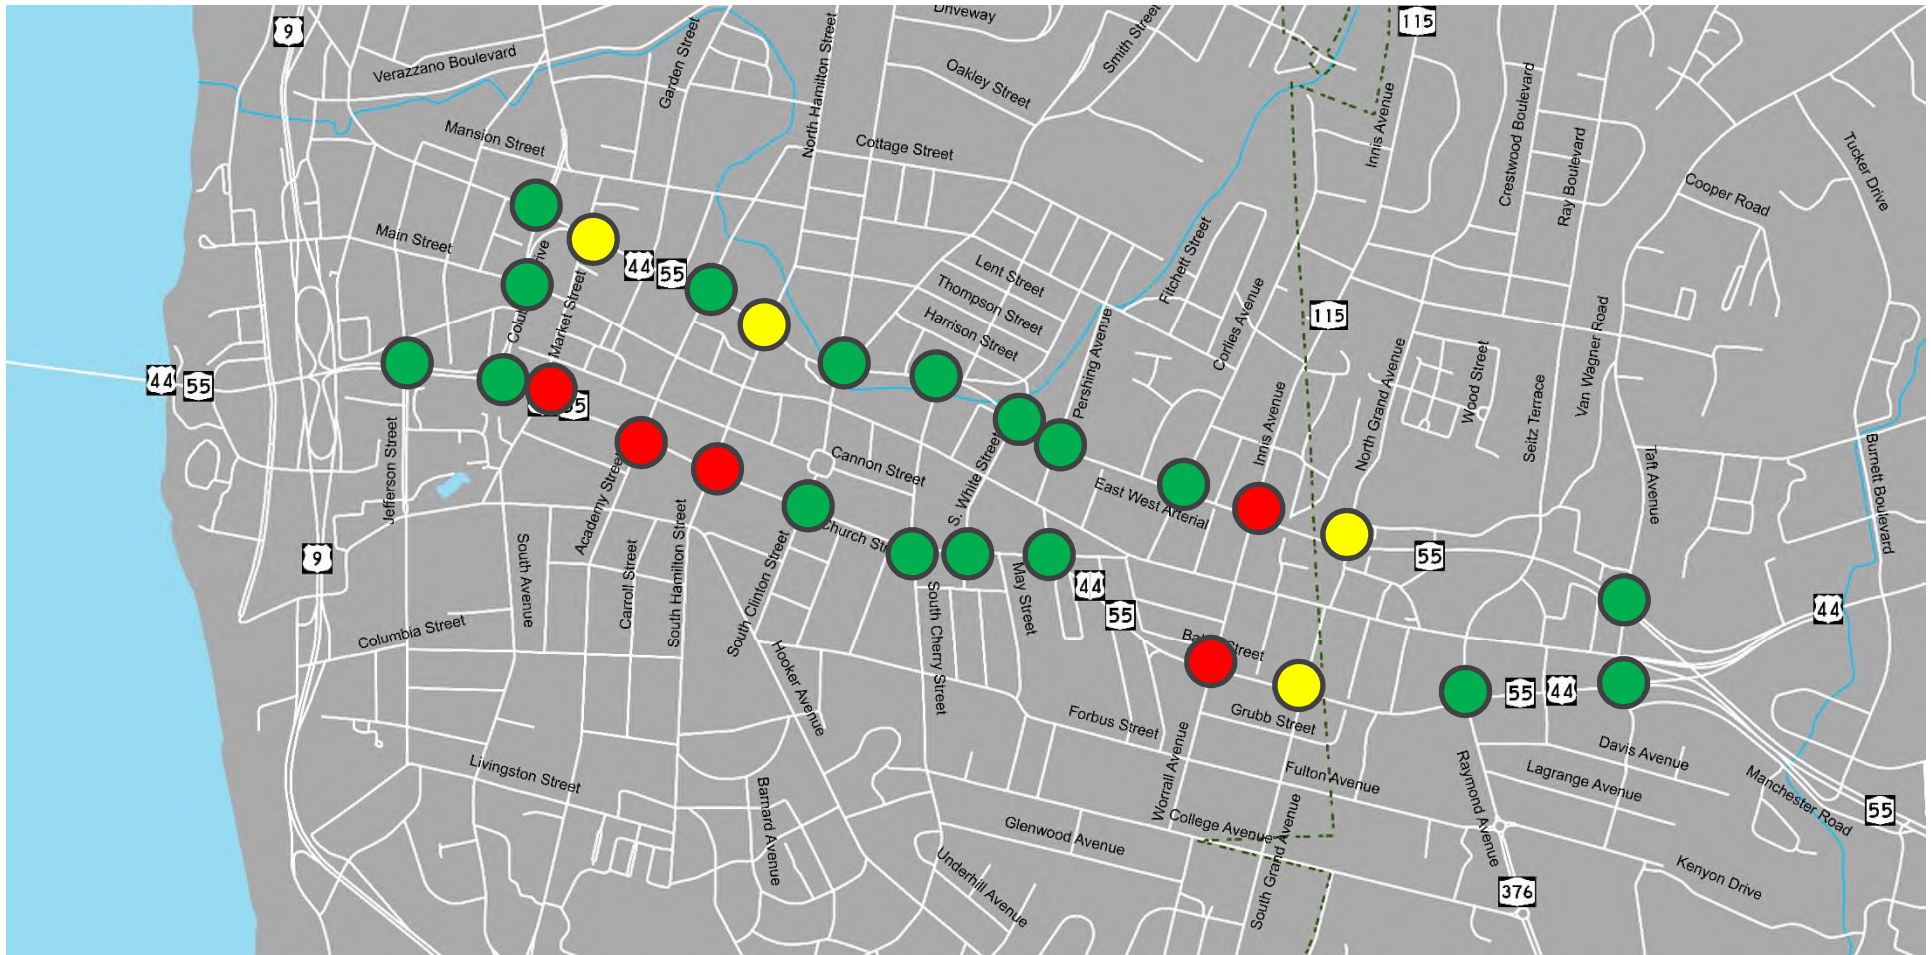 9
115
Driveway
Smith Street
Verazzano Boulevard
Garden Street
North Hamilton Street
Oakley Street
Innis Avenue
Crestwood Boulevard
Ray Boulevard
Tucker Drive
Mansion Street
Cottage Street
Cooper Road
Main Street
44
55
Market Street
Lent Street
Thompson Street
Harrison Street
Fitchett Street
Corliess Avenue
115
Pershing Avenue
Van Wagner Road
Wood Street
North Grand Avenue
Seitz Terrace
44
55
Jefferson Street
Academy Street
Cannon Street
S. White Street
East West Arterial
Innis Avenue
Taft Avenue
Burnett Boulevard
9
South Avenue
Carroll Street
South Hamilton Street
South Clinton Street
South Cherry Street
May Street
44
55
55
44
Columbia Street
Hooker Avenue
Street
Grubb Street
55
44
Forbus Street
Worrall Avenue
Fulton Avenue
Davis Avenue
Lagrange Avenue
Manchester Road
55
Livingston Street
Barnard Avenue
Glenwood Avenue
College Avenue
South Grand Avenue
Raymond Avenue
Underhill Avenue
Kenyon Drive
376